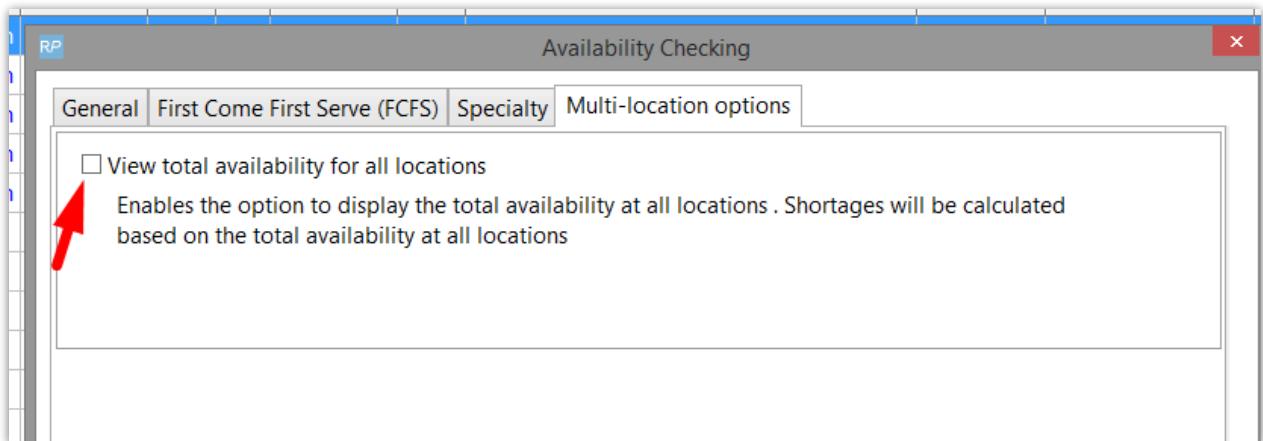 RP
Availability Checking
General First Come First Serve (FCFS) Specialty Multi-location options
View total availability for all locations
Enables the option to display the total availability at all locations . Shortages will be calculated
based on the total availability at all locations